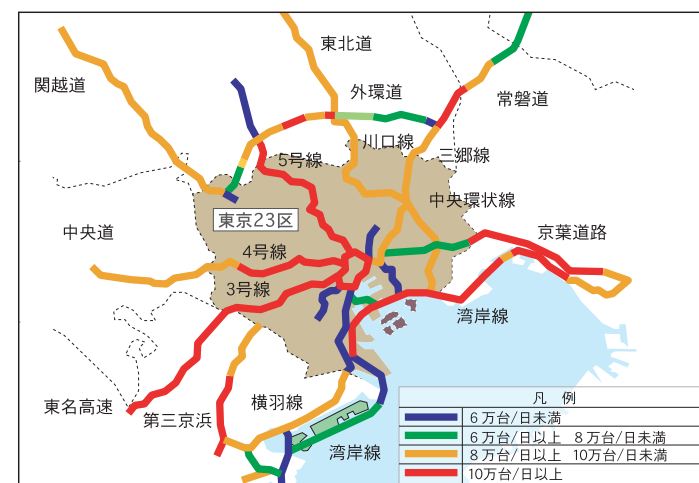 東北道
関越道
外環道
常磐道
川口線
5号線
三郷線
中央環状線
東京23区
中央道
京葉道路
4号線
3号線
湾岸線
東名高速
第三京浜
横羽線
湾岸線
凡 例
6万台/日未満
6万台/日以上 8万台/日未満
8万台/日以上 10万台/日未満
10万台/日以上